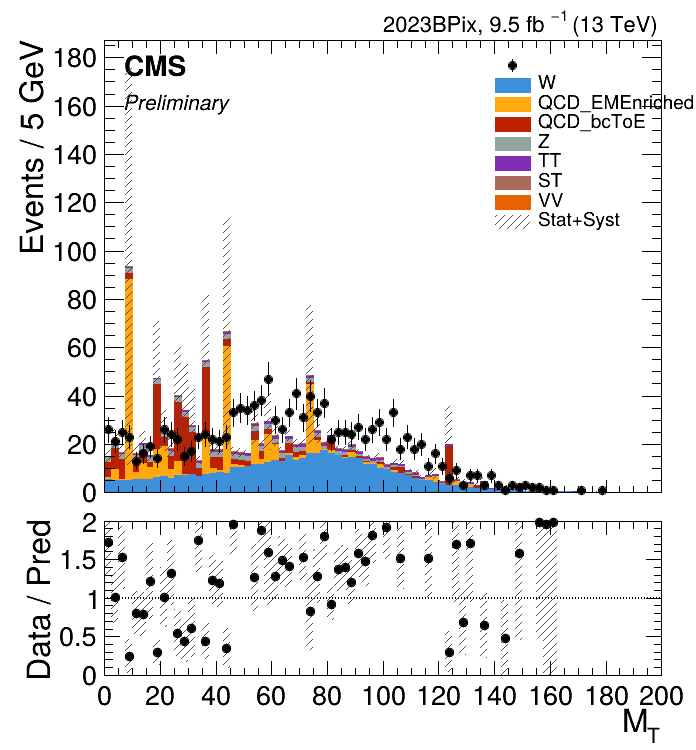 2023BPix, 9.5 fb −1 (13 TeV)
CMS
Preliminary
W
QCD_EMEnriched
QCD_bcToE
Z
TT
ST
VV
Stat+Syst
Events / 5 GeV
180
160
140
120
100
80
60
40
20
0
Data / Pred
2
1.5
1
0.5
0
0 20 40 60 80 100 120 140 160 180 200
M_T